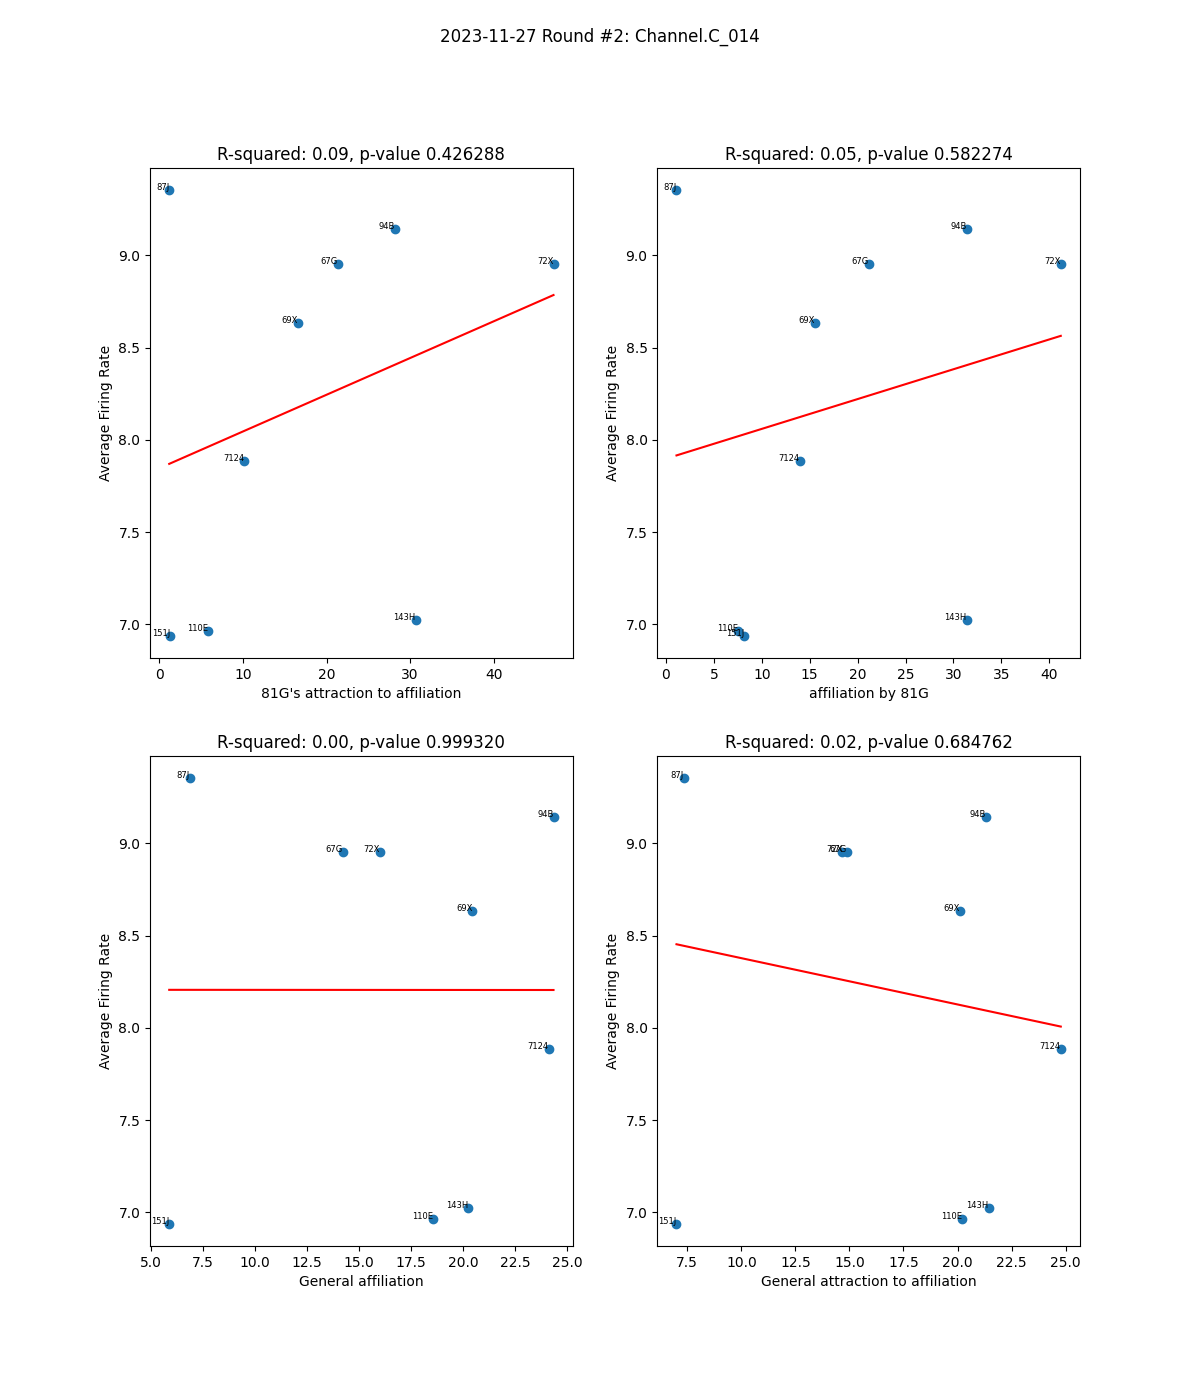 2023-11-27 Round #2: Channel.C_014
R-squared: 0.09, p-value 0.426288
87J
94B
67G
72X
69X
7124
143H
110E
151J
9.0
8.5
8.0
7.5
7.0
Average Firing Rate
0 10 20 30 40
81G's attraction to affiliation
R-squared: 0.05, p-value 0.582274
87J
94B
67G
72X
69X
7124
143H
110E
151J
9.0
8.5
8.0
7.5
7.0
Average Firing Rate
0 5 10 15 20 25 30 35 40
affiliation by 81G
R-squared: 0.00, p-value 0.999320
87J
94B
67G
72X
69X
7124
143H
110E
151J
9.0
8.5
8.0
7.5
7.0
Average Firing Rate
5.0 7.5 10.0 12.5 15.0 17.5 20.0 22.5 25.0
General affiliation
R-squared: 0.02, p-value 0.684762
87J
94B
72X
67G
69X
7124
143H
110E
151J
9.0
8.5
8.0
7.5
7.0
Average Firing Rate
7.5 10.0 12.5 15.0 17.5 20.0 22.5 25.0
General attraction to affiliation